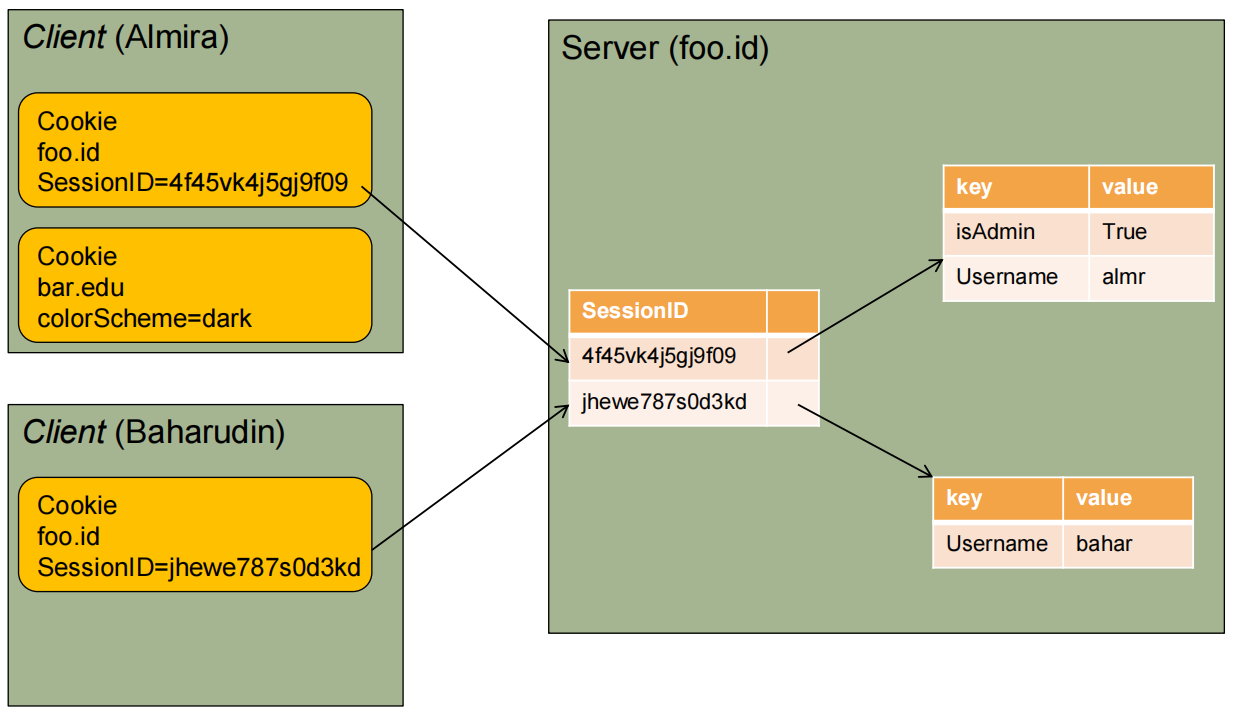 Client (Almira)
Cookie
foo.id
SessionID=4f45vk4j5gj9f09
Cookie
bar.edu
colorScheme=dark
Client (Baharudin)
Cookie
foo.id
SessionID=jhewe787s0d3kd
Server (foo.id)
SessionID
4f45vk4j5gj9f09
jhewe787s0d3kd
key value
isAdmin True
Username almr
key value
Username bahar